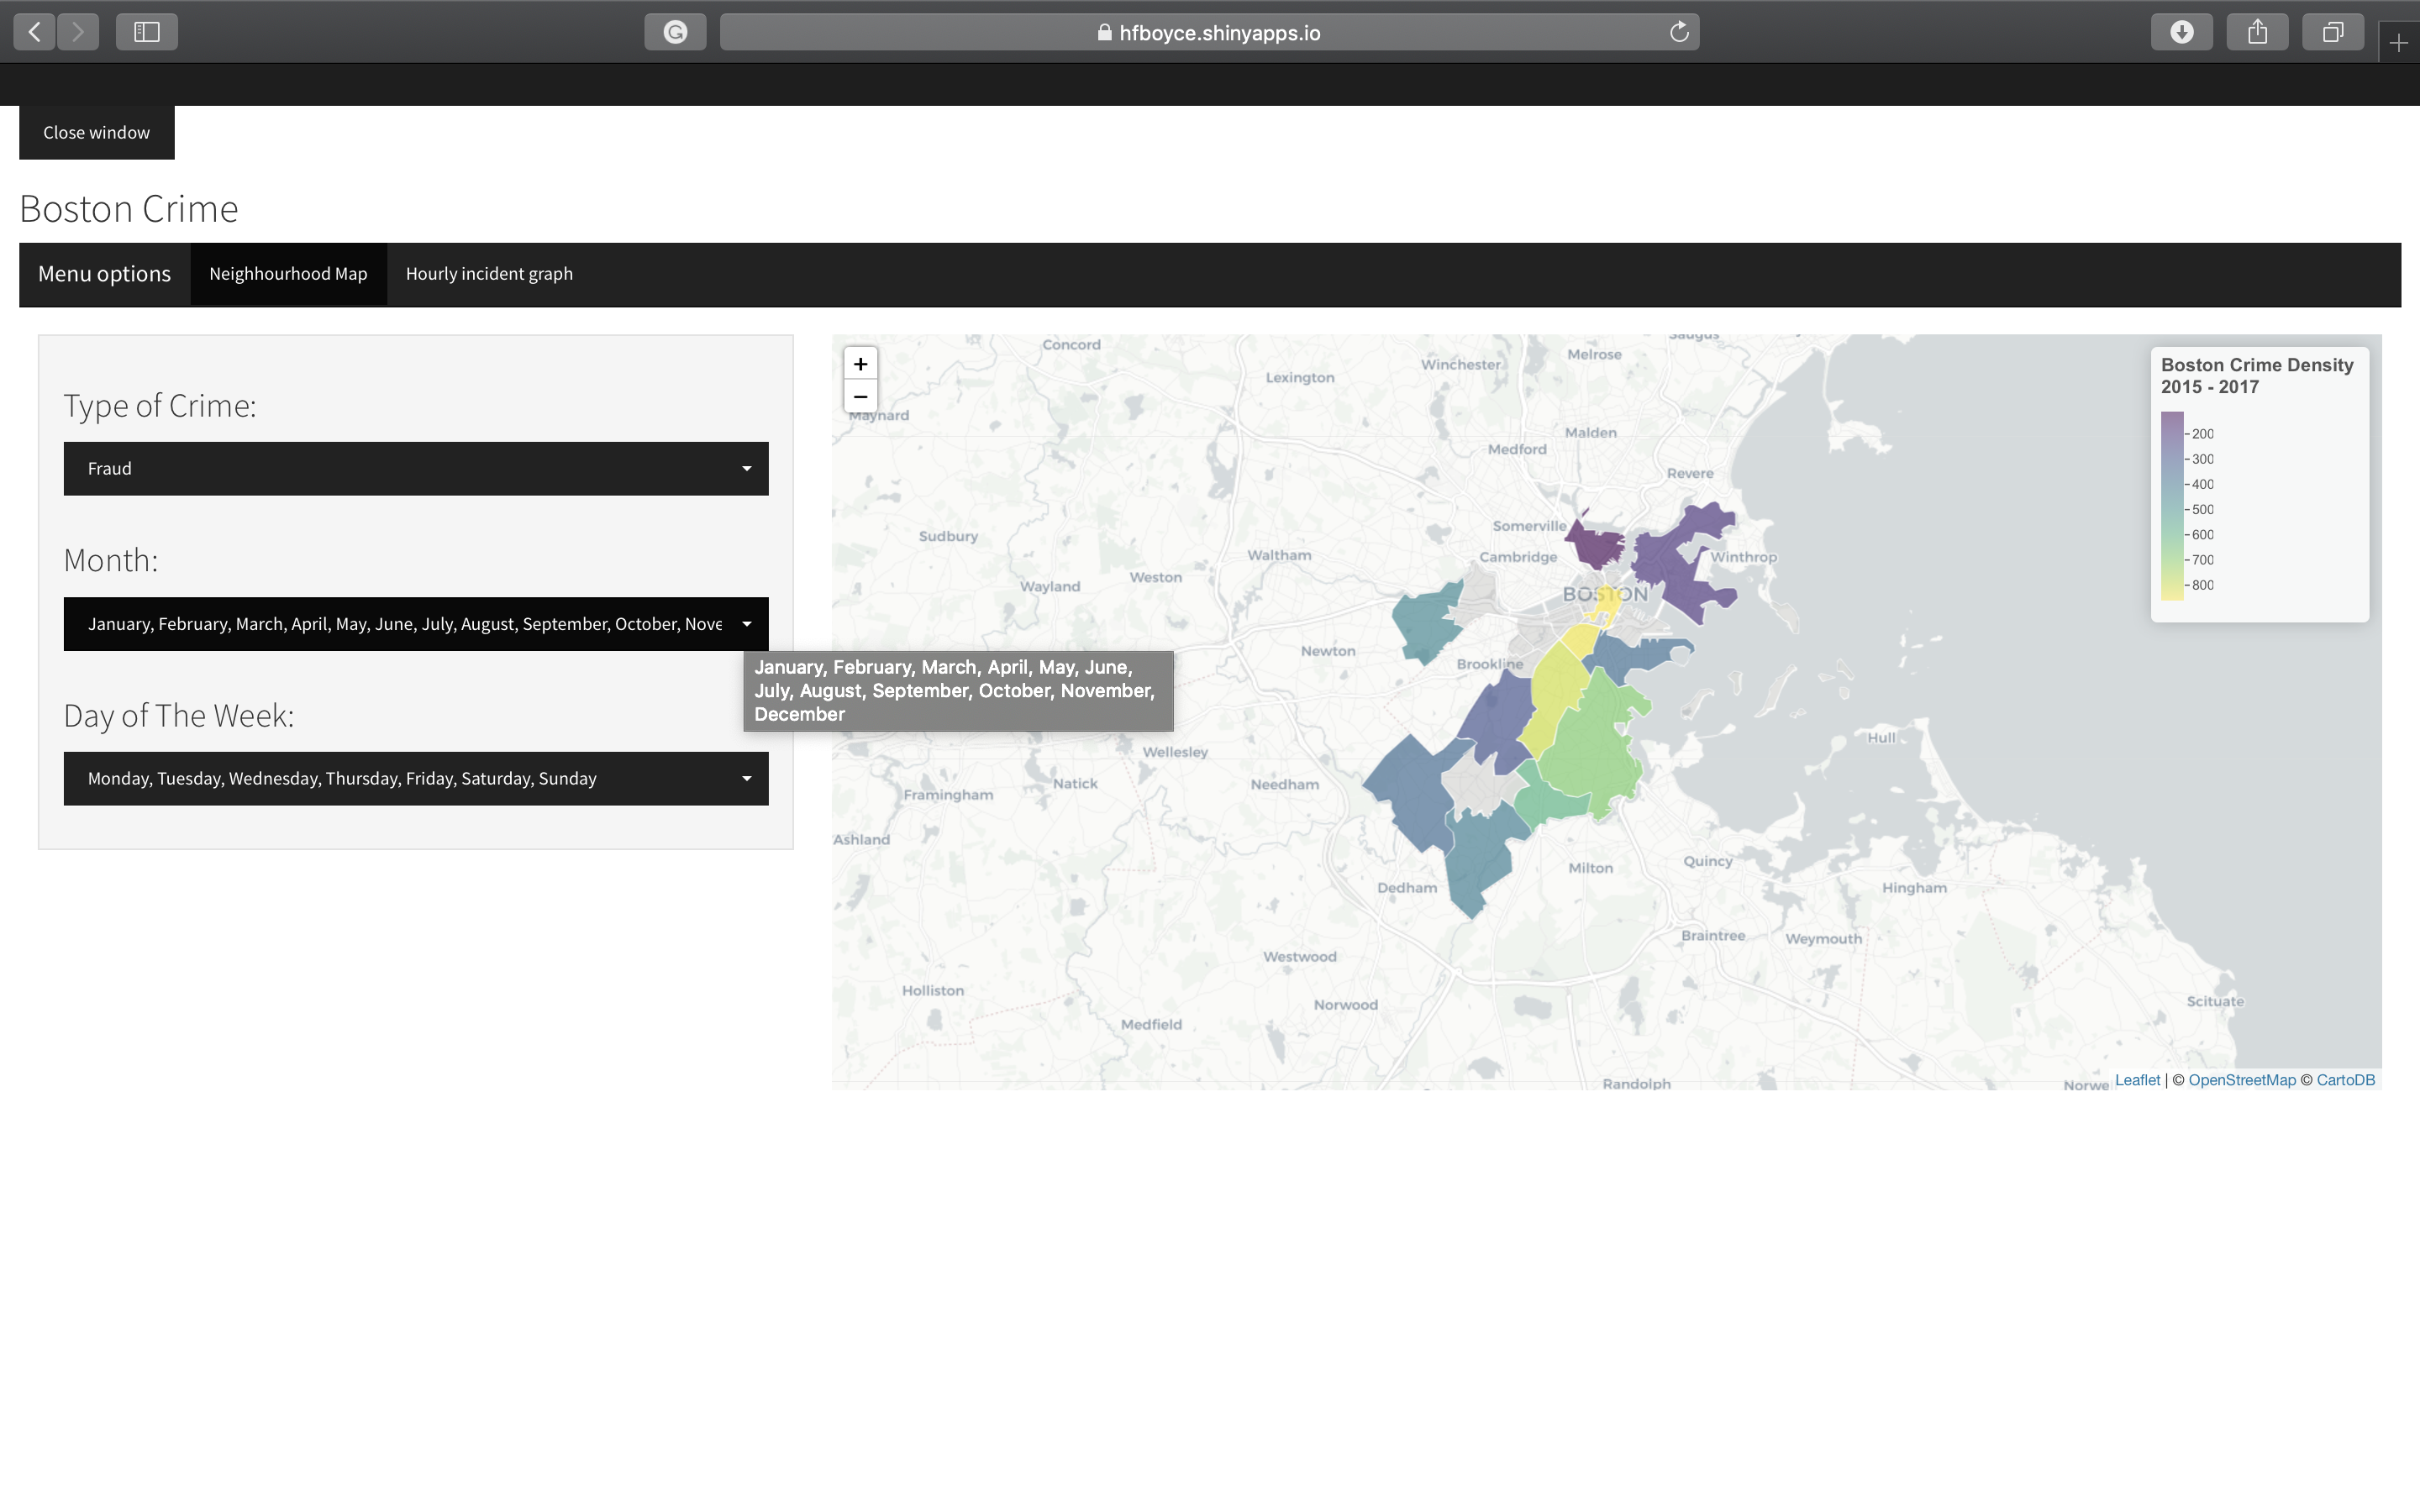 hfboyce.shinyapps.io
Close window
Boston Crime
Menu options
Neighhourhood Map
Hourly incident graph
Type of Crime:
Fraud
Month:
January, February, March, April, May, June, July, August, September, October, Nove
January, February, March, April, May, June,
July, August, September, October, November,
December
Day of The Week:
Monday, Tuesday, Wednesday, Thursday, Friday, Saturday, Sunday
+
−
Boston Crime Density
2015 - 2017
200
300
400
500
600
700
800
Concord
Saugus
Melrose
Winchester
Lexington
Maynard
Malden
Medford
Revere
Somerville
Sudbury
Waltham
Cambridge
Winthrop
Weston
Wayland
BOSTON
Newton
Brookline
Hull
Wellesley
Natick
Needham
Framingham
Ashland
Quincy
Milton
Dedham
Hingham
Braintree
Weymouth
Westwood
Holliston
Norwood
Scituate
Medfield
Randolph
Norwe
Leaflet | © OpenStreetMap © CartoDB